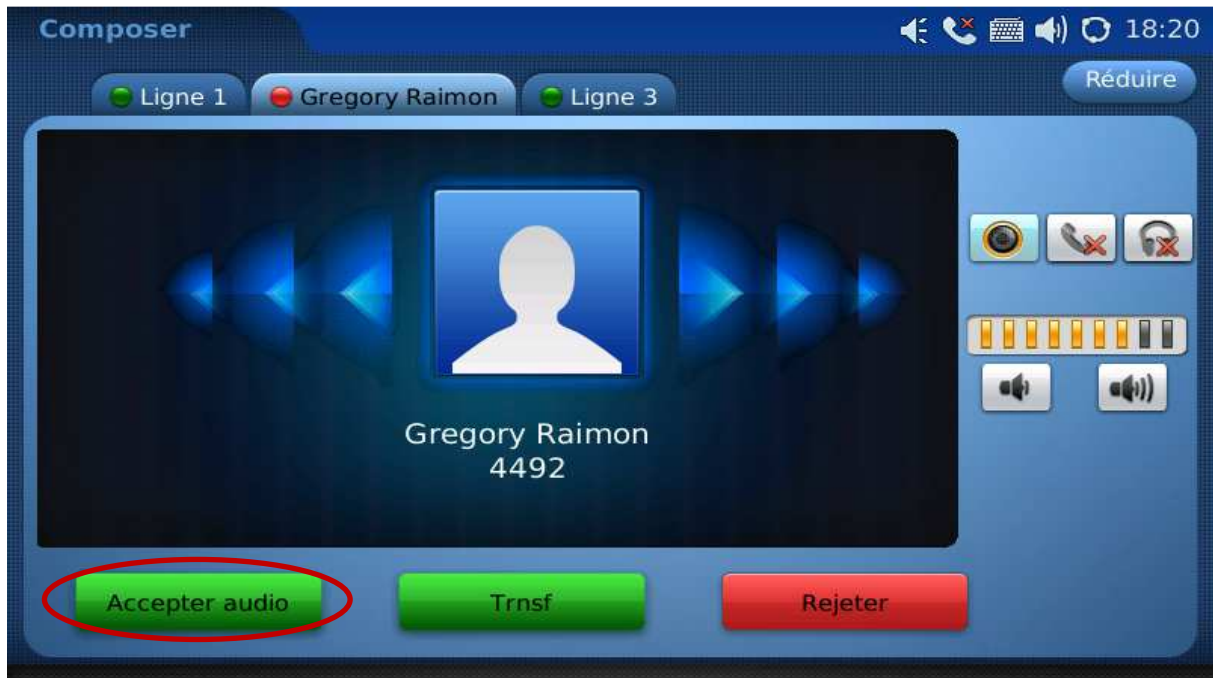 Composer
18:20
Ligne 1
Gregory Raimon
Ligne 3
Réduire
Gregory Raimon
4492
Accepter audio
Trnsf
Rejeter